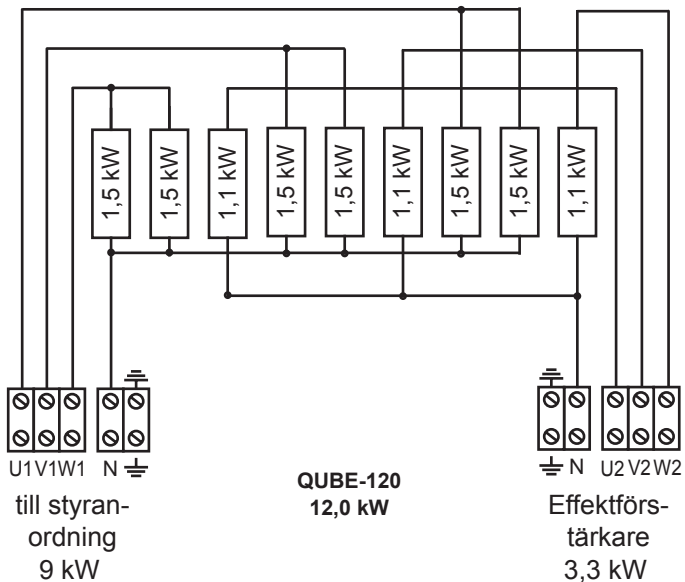 1,5 kW
1,5 kW
1,1 kW
1,5 kW
1,5 kW
1,1 kW
1,5 kW
1,5 kW
1,1 kW
U1 V1 W1 N
N U2 V2 W2
till styran-
ordning
9 kW
QUBE-120
12,0 kW
Effektförs-
tärkare
3,3 kW